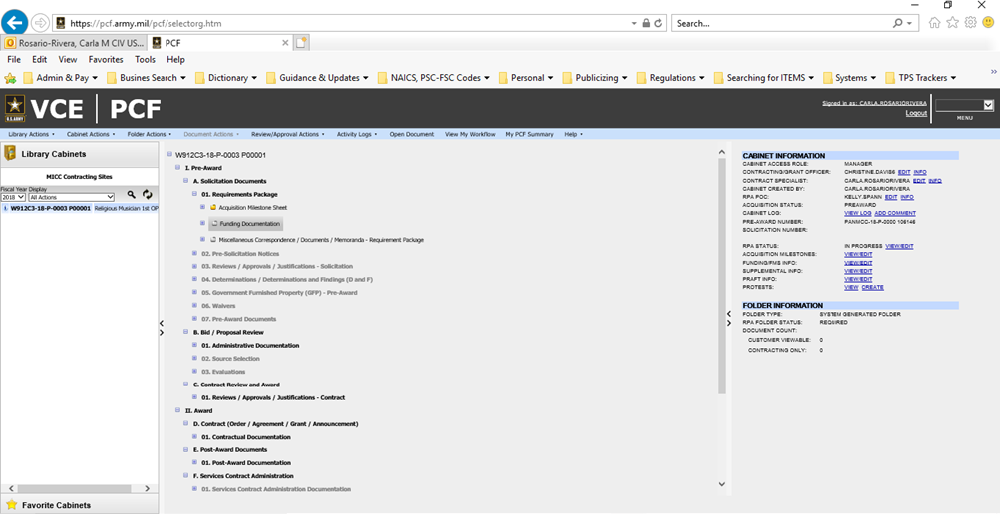 https://pcf.army.mil/pcf/selectorg.htm
Search...
Rosario-Rivera, Carla M CIV US...
PCF
File Edit View Favorites Tools Help
Admin & Pay
Busines Search
Dictionary
Guidance & Updates
NAICS, PSC-FSC Codes
Personal
Publicizing
Regulations
Searching for ITEMS
Systems
TPS Trackers
U.S. ARMY
VCE | PCF
Signed in as: CARLA.ROSARIORIVERA
Logout
MENU
Library Actions Cabinet Actions Folder Actions Document Actions Review/Approval Actions Activity Logs Open Document View My Workflow My PCF Summary Help
Library Cabinets
MICC Contracting Sites
Fiscal Year Display
2018 All Actions
W912C3-18-P-0003 P00001 Religious Musician 1st OP
Favorite Cabinets
W912C3-18-P-0003 P00001
I. Pre-Award
A. Solicitation Documents
01. Requirements Package
Acquisition Milestone Sheet
Funding Documentation
Miscellaneous Correspondence / Documents / Memoranda - Requirement Package
02. Pre-Solicitation Notices
03. Reviews / Approvals / Justifications - Solicitation
04. Determinations / Determinations and Findings (D and F)
05. Government Furnished Property (GFP) - Pre-Award
06. Waivers
07. Pre-Award Documents
B. Bid / Proposal Review
01. Administrative Documentation
02. Source Selection
03. Evaluations
C. Contract Review and Award
01. Reviews / Approvals / Justifications - Contract
II. Award
D. Contract (Order / Agreement / Grant / Announcement)
01. Contractual Documentation
E. Post-Award Documents
01. Post-Award Documentation
F. Services Contract Administration
01. Services Contract Administration Documentation
CABINET INFORMATION
CABINET ACCESS ROLE: MANAGER
CONTRACTING/GRANT OFFICER: CHRISTINE.DAVIS6 EDIT INFO
CONTRACT SPECIALIST: CARLA.ROSARIORIVERA EDIT INFO
CABINET CREATED BY: CARLA.ROSARIORIVERA
RPA POC: KELLY.SPANN EDIT INFO
ACQUISITION STATUS: PREAWARD
CABINET LOG: VIEW LOG ADD COMMENT
PRE-AWARD NUMBER: PANMCC-18-P-0000 106146
SOLICITATION NUMBER:
RPA STATUS: IN PROGRESS VIEW/EDIT
ACQUISITION MILESTONES: VIEW/EDIT
FUNDING/FMS INFO: VIEW/EDIT
SUPPLEMENTAL INFO: VIEW/EDIT
PRAFT INFO: VIEW/EDIT
PROTESTS: VIEW CREATE
FOLDER INFORMATION
FOLDER TYPE: SYSTEM GENERATED FOLDER
RPA FOLDER STATUS: REQUIRED
DOCUMENT COUNT:
CUSTOMER VIEWABLE: 0
CONTRACTING ONLY: 0